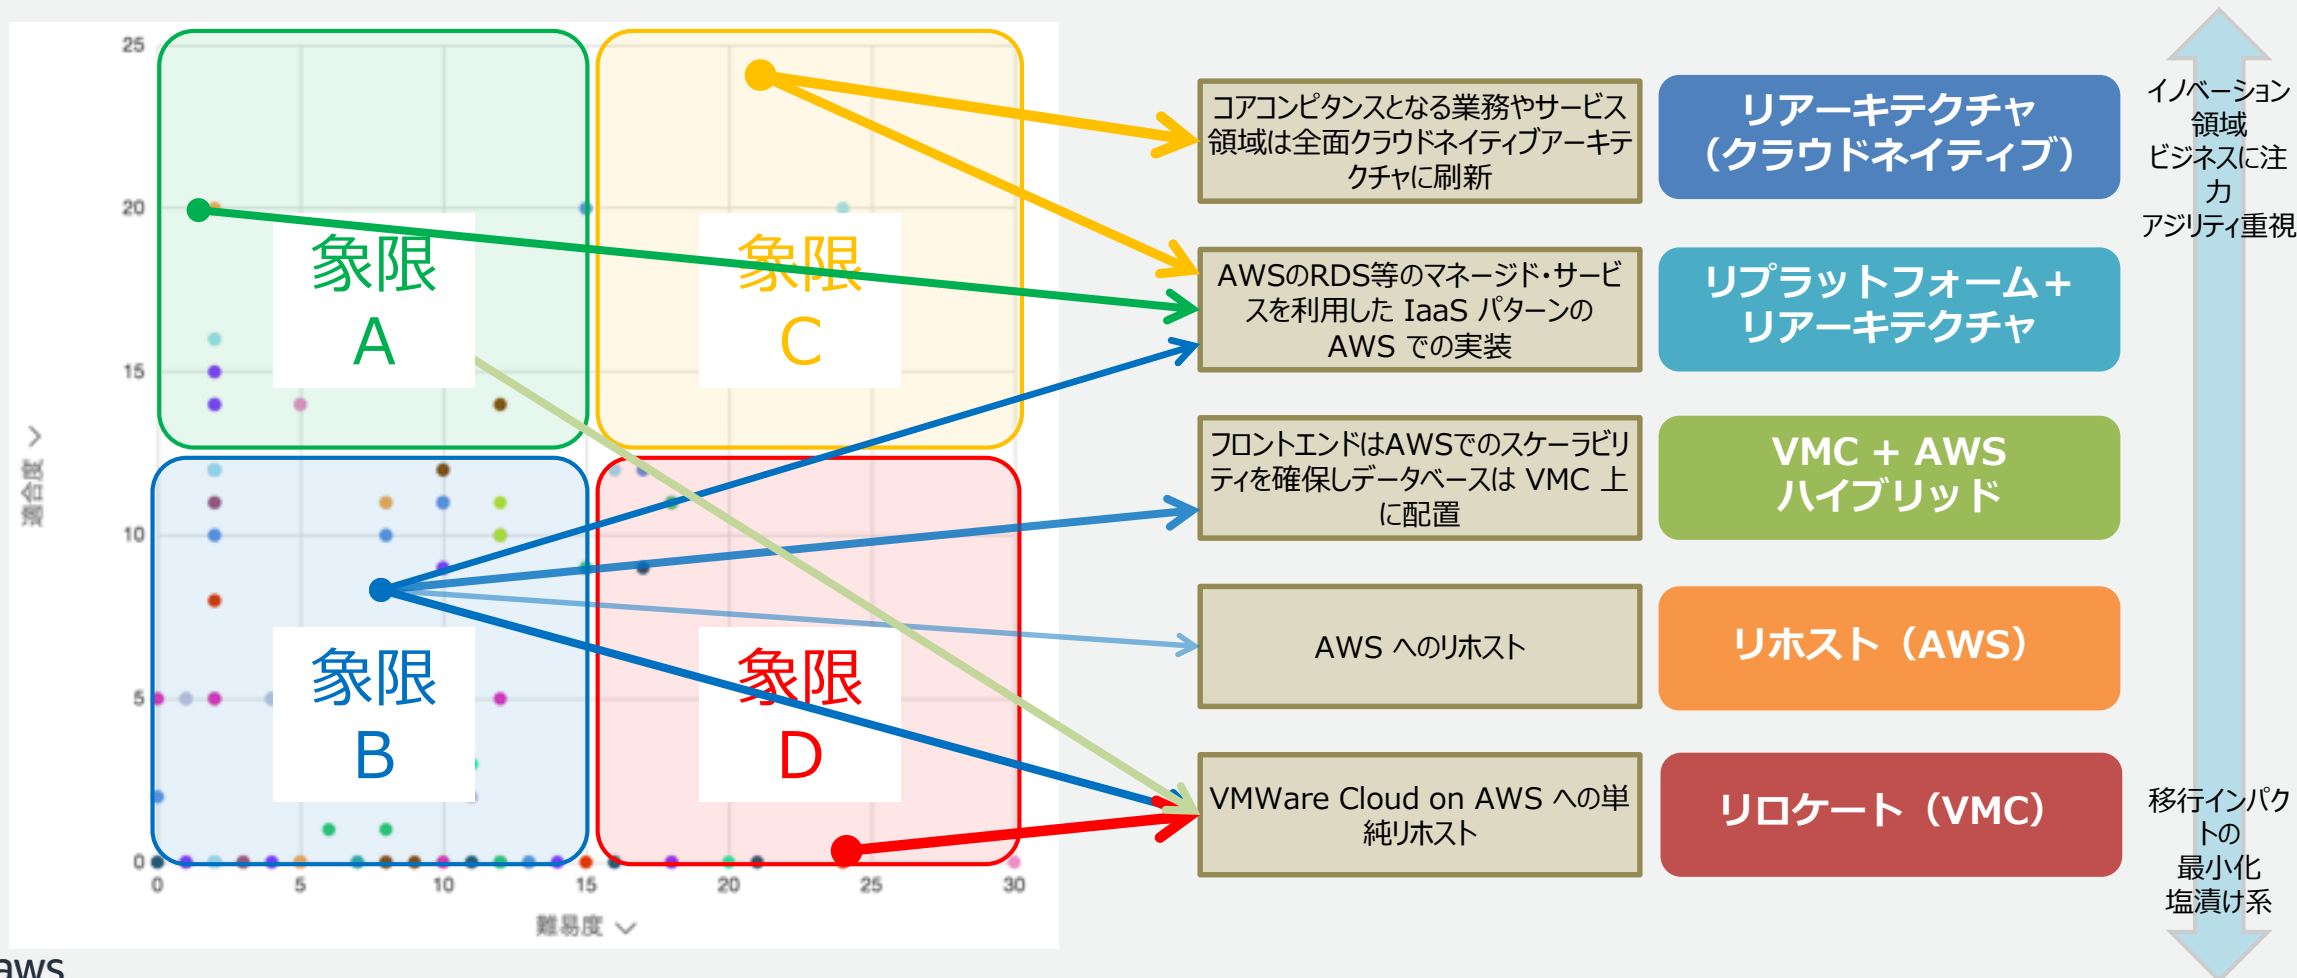 25
20
15
10
5
0
0
5
10
15
20
25
30
適合度
難易度
象限
A
象限
C
象限
B
象限
D
コアコンピタンスとなる業務やサービス
領域は全面クラウドネイティブアーキテ
クチャに刷新
リアーキテクチャ
（クラウドネイティブ）
AWSのRDS等のマネージド・サービ
スを利用した IaaS パターンの
AWS での実装
リプラットフォーム＋
リアーキテクチャ
フロントエンドはAWSでのスケーラビリ
ティを確保しデータベースは VMC 上
に配置
VMC + AWS
ハイブリッド
AWS へのリホスト
リホスト（AWS）
VMWare Cloud on AWS への単
純リホスト
リロケート（VMC）
イノベーション
領域
ビジネスに注
力
アジリティ重視
移行インパク
トの
最小化
塩漬け系
aws